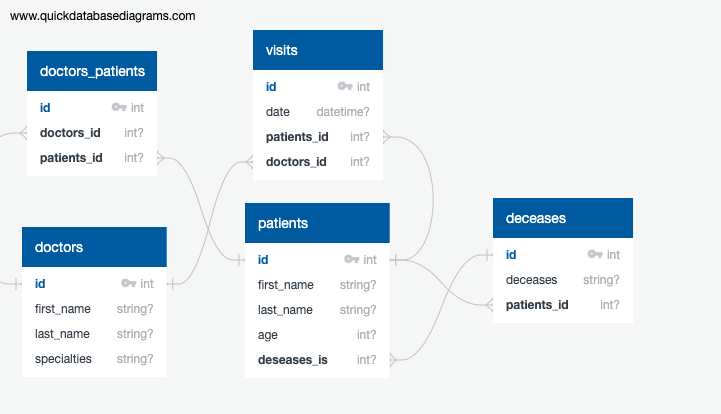 www.quickdatabasediagrams.com
doctors_patients
id int
doctors_id int?
patients_id int?
visits
id int
date datetime?
patients_id int?
doctors_id int?
doctors
id int
first_name string?
last_name string?
specialties string?
patients
id int
first_name string?
last_name string?
age int?
deseases_is int?
deceases
id int
deceases string?
patients_id int?